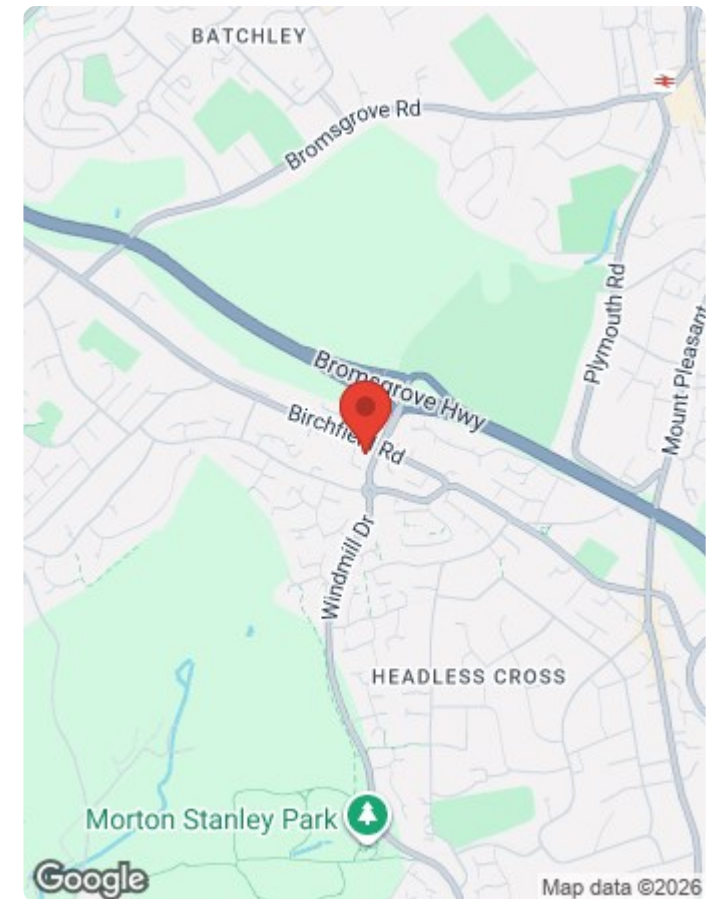 BATCHLEY
Bromsgrove Rd
Plymouth Rd
Mount Pleasant
Bromsgrove Hwy
Birchfield Rd
Windmill Dr
HEADLESS CROSS
Morton Stanley Park
Google
Map data ©2026